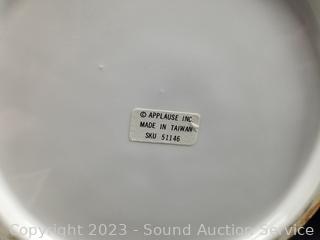 © APPLAUSE INC.
MADE IN TAIWAN
SKU 51146
Copyright 2023 - Sound Auction Service